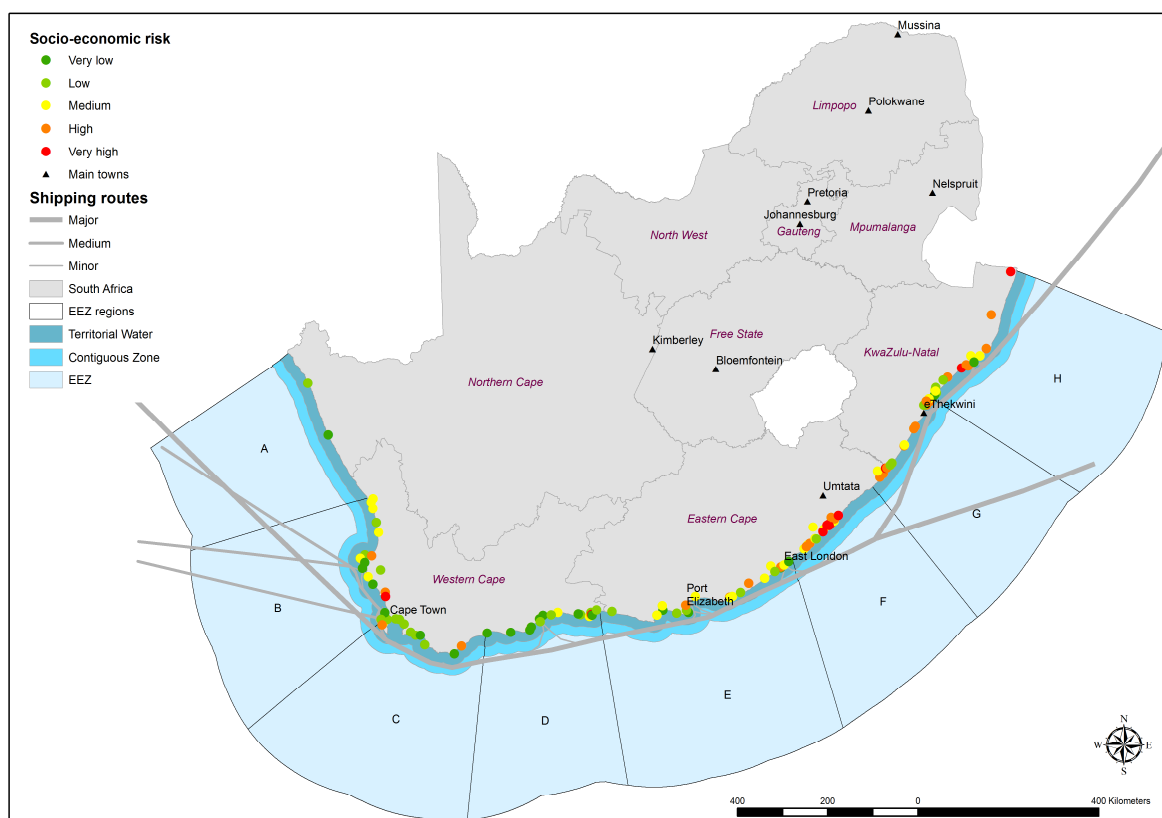 Socio-economic risk
Very low
Low
Medium
High
Very high
Main towns
Shipping routes
Major
Medium
Minor
South Africa
EEZ regions
Territorial Water
Contiguous Zone
EEZ
Mussina
Limpopo
Polokwane
Nelspruit
Pretoria
Johannesburg
Gauteng
Mpumalanga
North West
Free State
Kimberley
Bloemfontein
KwaZulu-Natal
Northern Cape
eThekwini
H
A
Umtata
G
Eastern Cape
East London
Western Cape
Port
Elizabeth
Cape Town
B
F
E
C
D
N
W
E
S
400
200
0
400 Kilometers